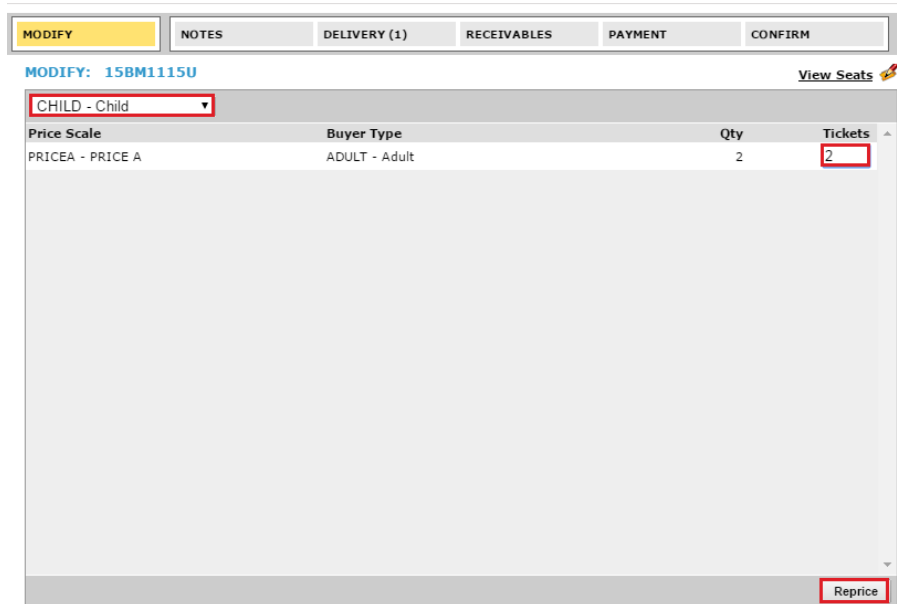 MODIFY NOTES DELIVERY (1) RECEIVABLES PAYMENT CONFIRM
MODIFY: 15BM1115U View Seats
CHILD - Child
Price Scale Buyer Type Qty Tickets
PRICEA - PRICE A ADULT - Adult 2 2
Reprice